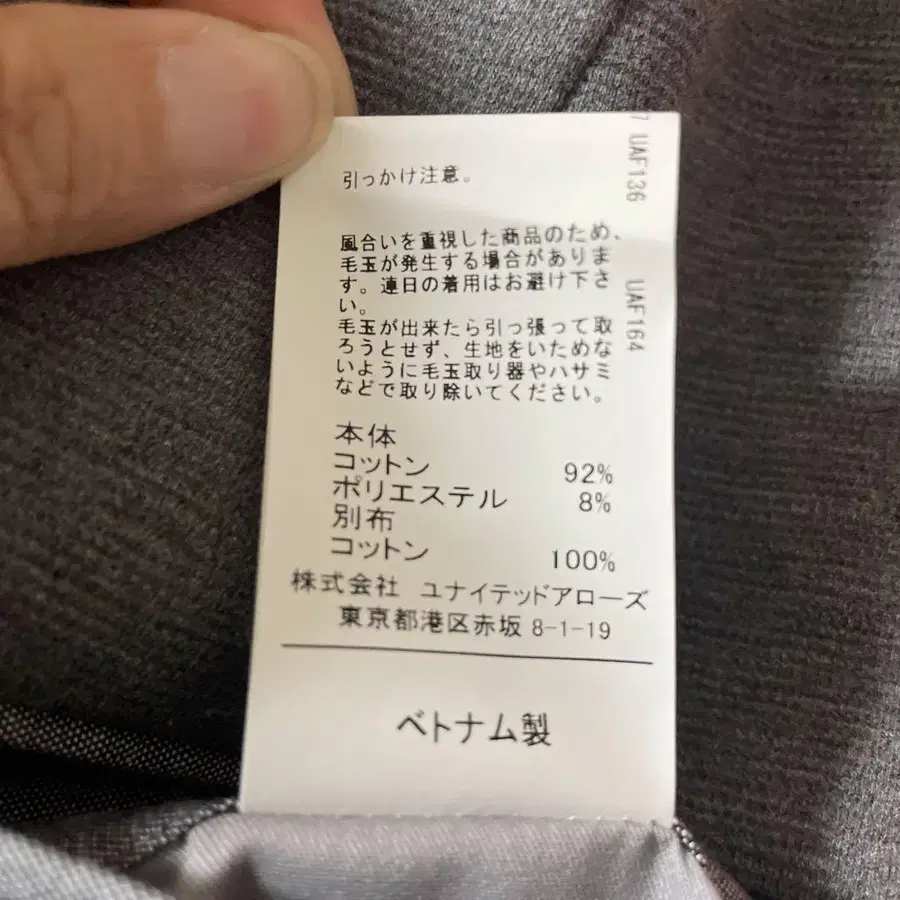 引っかけ注意。
風合いを重視した商品のため、
毛玉が発生する場合がありま
す。連日の着用はお避け下さ
い。
毛玉が出来たら引っ張って取
ろうとせず、生地をいためな
いように毛玉取り器やハサミ
などで取り除いてください。
本体
コットン 92%
ポリエステル 8%
別布
コットン 100%
株式会社 ユナイテッドアローズ
東京都港区赤坂 8-1-19
ベトナム製
7 UAF136
UAF164